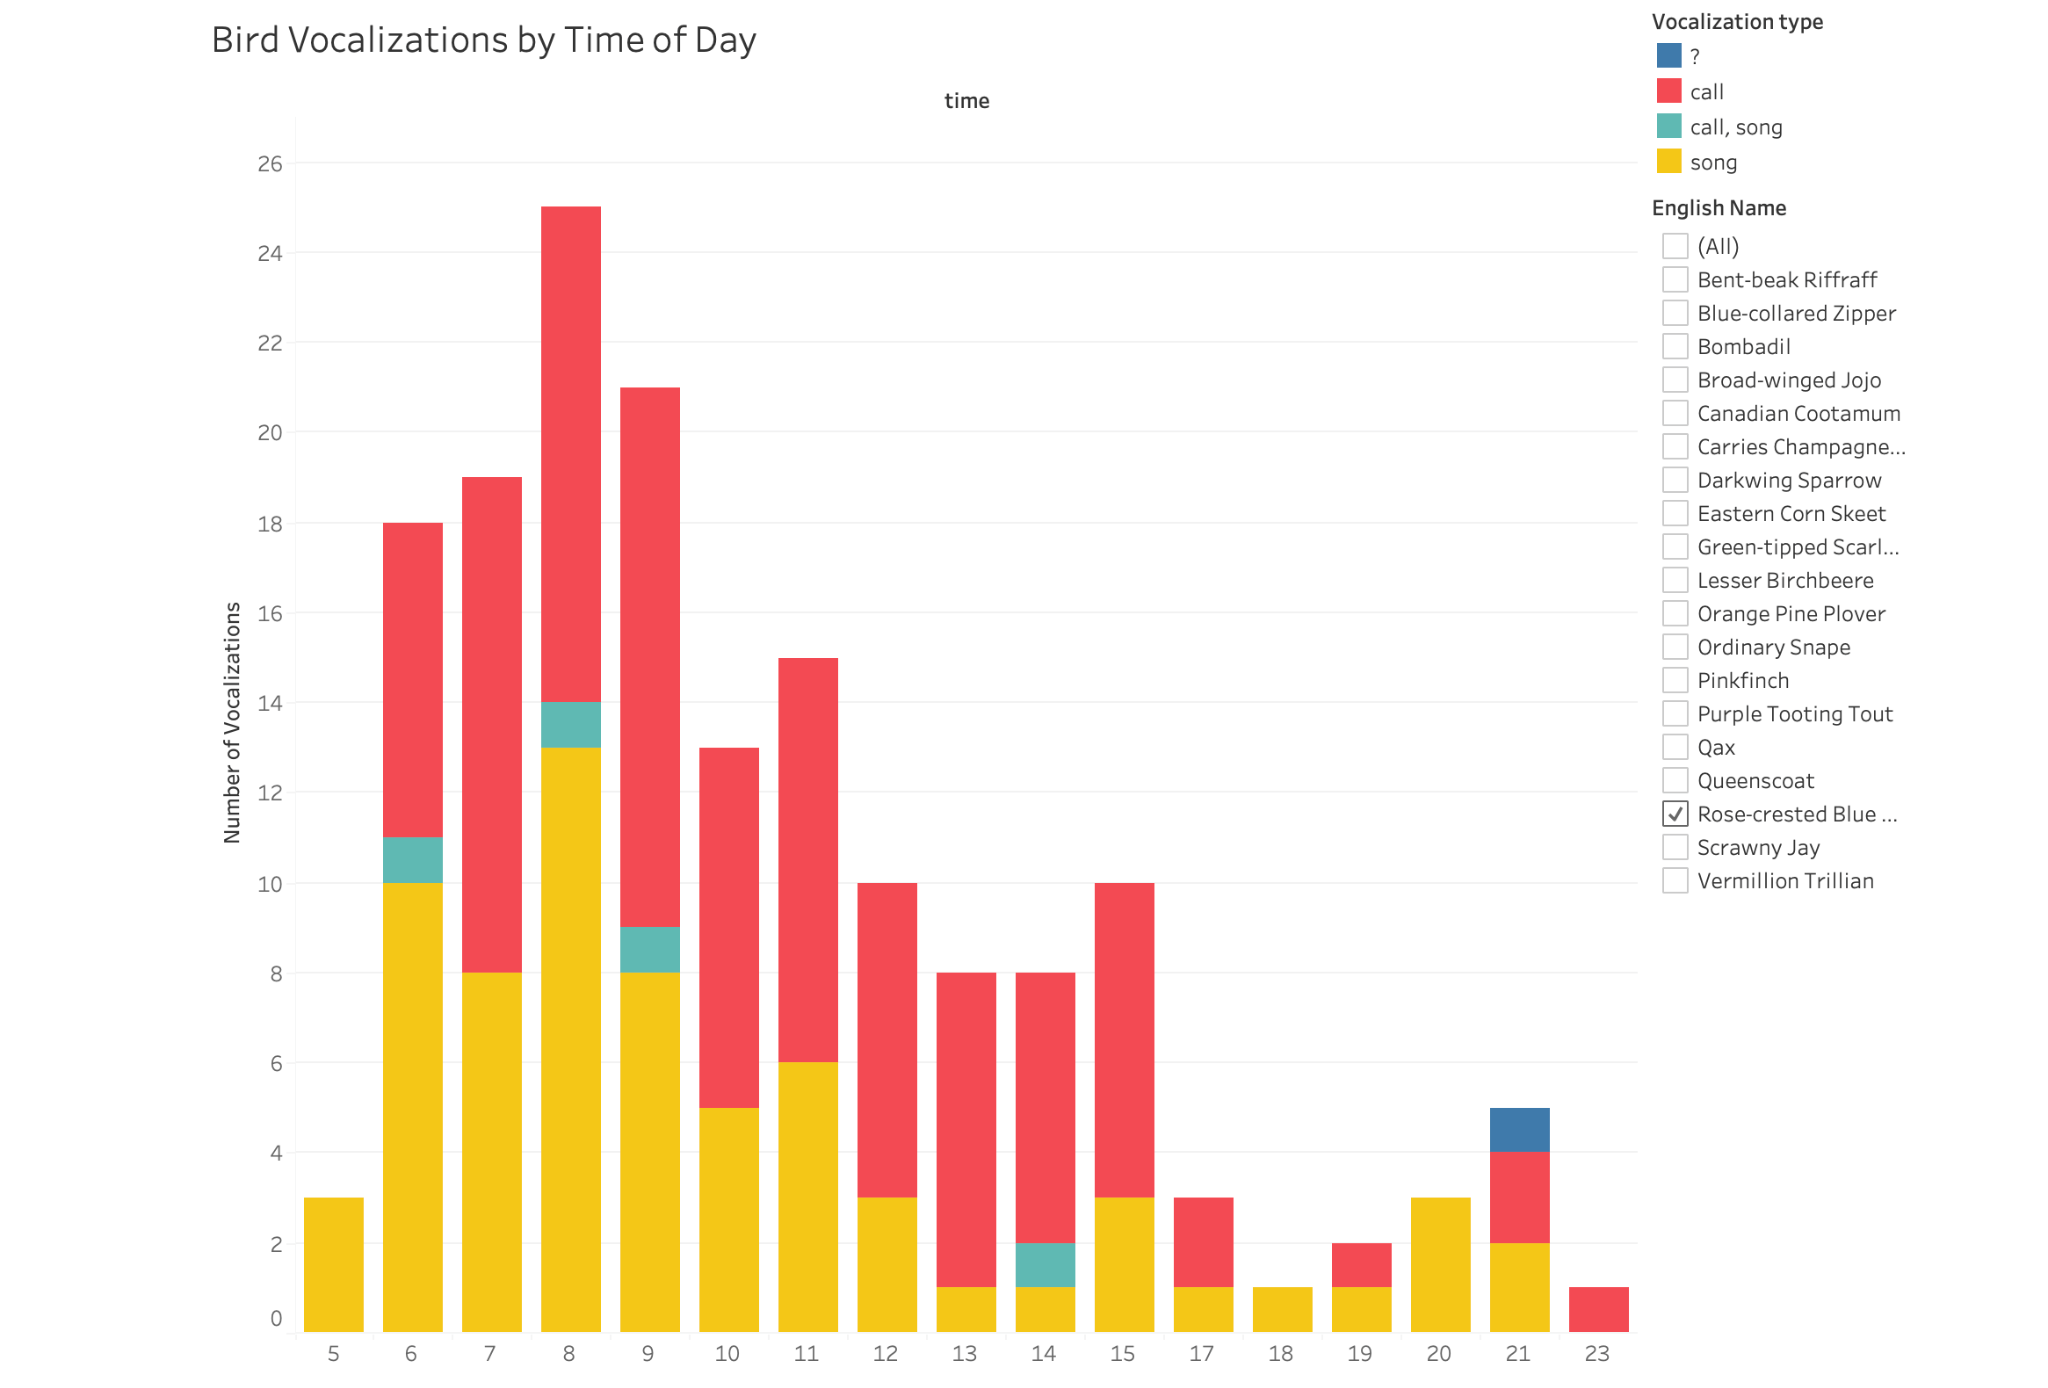 Bird Vocalizations by Time of Day
time
Number of Vocalizations
26
24
22
20
18
16
14
12
10
8
6
4
2
0
5 6 7 8 9 10 11 12 13 14 15 17 18 19 20 21 23
Vocalization type
?
call
call, song
song
English Name
(All)
Bent-beak Riffraff
Blue-collared Zipper
Bombadil
Broad-winged Jojo
Canadian Cootamum
Carries Champagne...
Darkwing Sparrow
Eastern Corn Skeet
Green-tipped Scarl...
Lesser Birchbeere
Orange Pine Plover
Ordinary Snape
Pinkfinch
Purple Tooting Tout
Qax
Queenscoat
Rose-crested Blue ...
Scrawny Jay
Vermillion Trillian